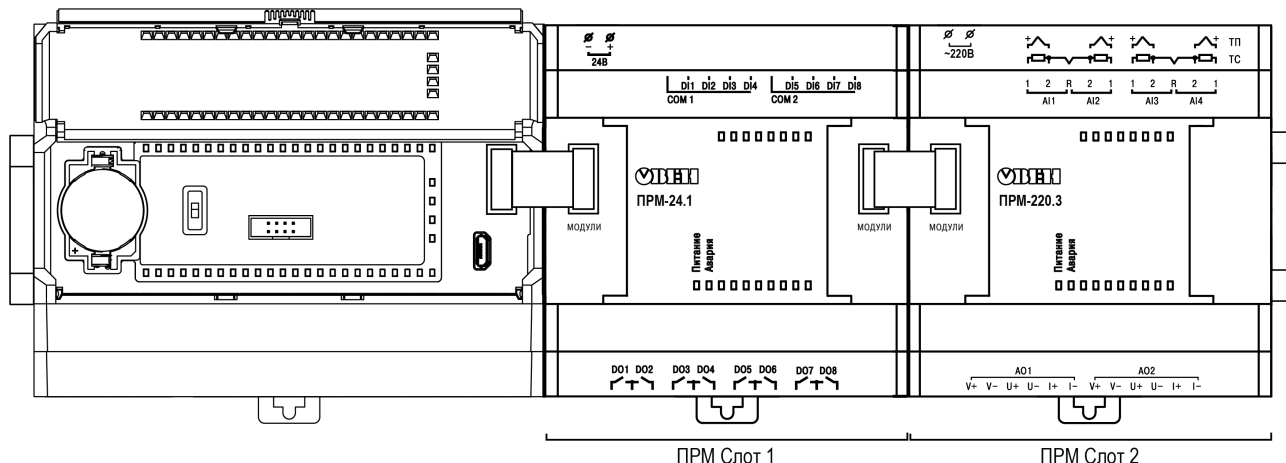 - +
24В
DI1 DI2 DI3 DI4
COM 1
DI5 DI6 DI7 DI8
COM 2
ОВЕН
ПРМ-24.1
МОДУЛИ
МОДУЛИ
Питание
Авария
DO1 DO2 DO3 DO4 DO5 DO6 DO7 DO8
~220В
+ + + + ТП
ТС
1 2 R 2 1 1 2 R 2 1
AI1 AI2 AI3 AI4
ОВЕН
ПРМ-220.3
МОДУЛИ
Питание
Авария
AO1 AO2
V+ V- U+ U- I+ I- V+ V- U+ U- I+ I-
+
ПРМ Слот 1
ПРМ Слот 2